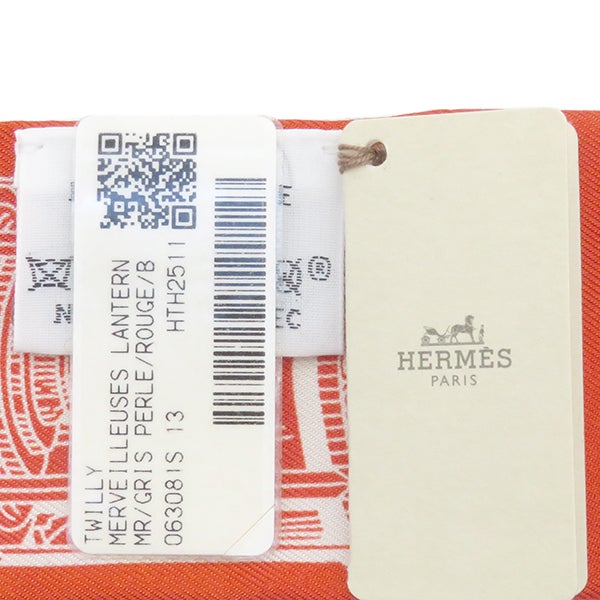 TWILLY
MERVEILLEUSES LANTERN
MR/GRIS PERLE/ROUGE/B
063081S 13 HTH2511
HERMÈS
PARIS